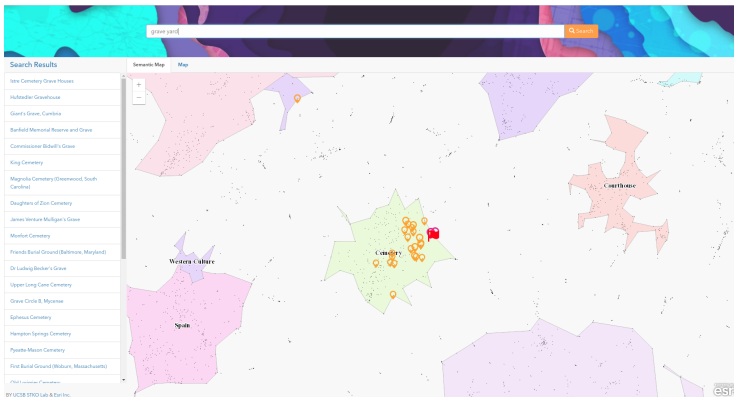 grave yard
Search
Search Results
Semantic Map
Map
Istro Cemetery Grave Houses
Hufstedler Gravehouse
Giant's Grave, Cumbria
Banfield Memorial Reserve and Grave
Commissioner Bidwill's Grave
King Cemetery
Magnolia Cemetery (Greenwood, South
Carolina)
Daughters of Zion Cemetery
James Venture Mulligan's Grave
Monfort Cemetery
Friends Burial Ground (Baltimore, Maryland)
Dr Ludwig Becker's Grave
Upper Long Cane Cemetery
Grave Circle B, Mycenae
Ephesus Cemetery
Hampton Springs Cemetery
Pyeatte-Mason Cemetery
First Burial Ground (Woburn, Massachusetts)
+
−
Courthouse
Cemetery
Western Culture
Spain
BY UCSB STKO Lab & Esri Inc.
esri